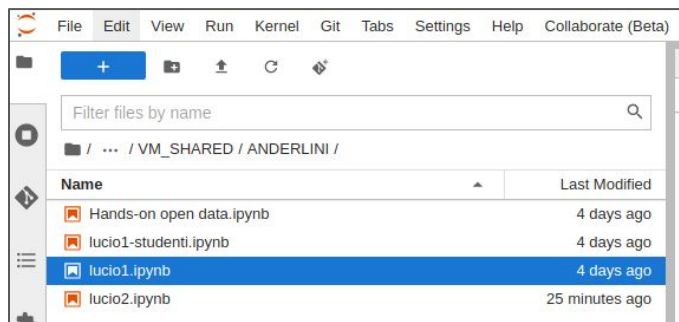 File Edit View Run Kernel Git Tabs Settings Help Collaborate (Beta)
+
Filter files by name
/ ... / VM_SHARED / ANDERLINI /
Name Last Modified
Hands-on open data.ipynb 4 days ago
lucio1-studenti.ipynb 4 days ago
lucio1.ipynb 4 days ago
lucio2.ipynb 25 minutes ago